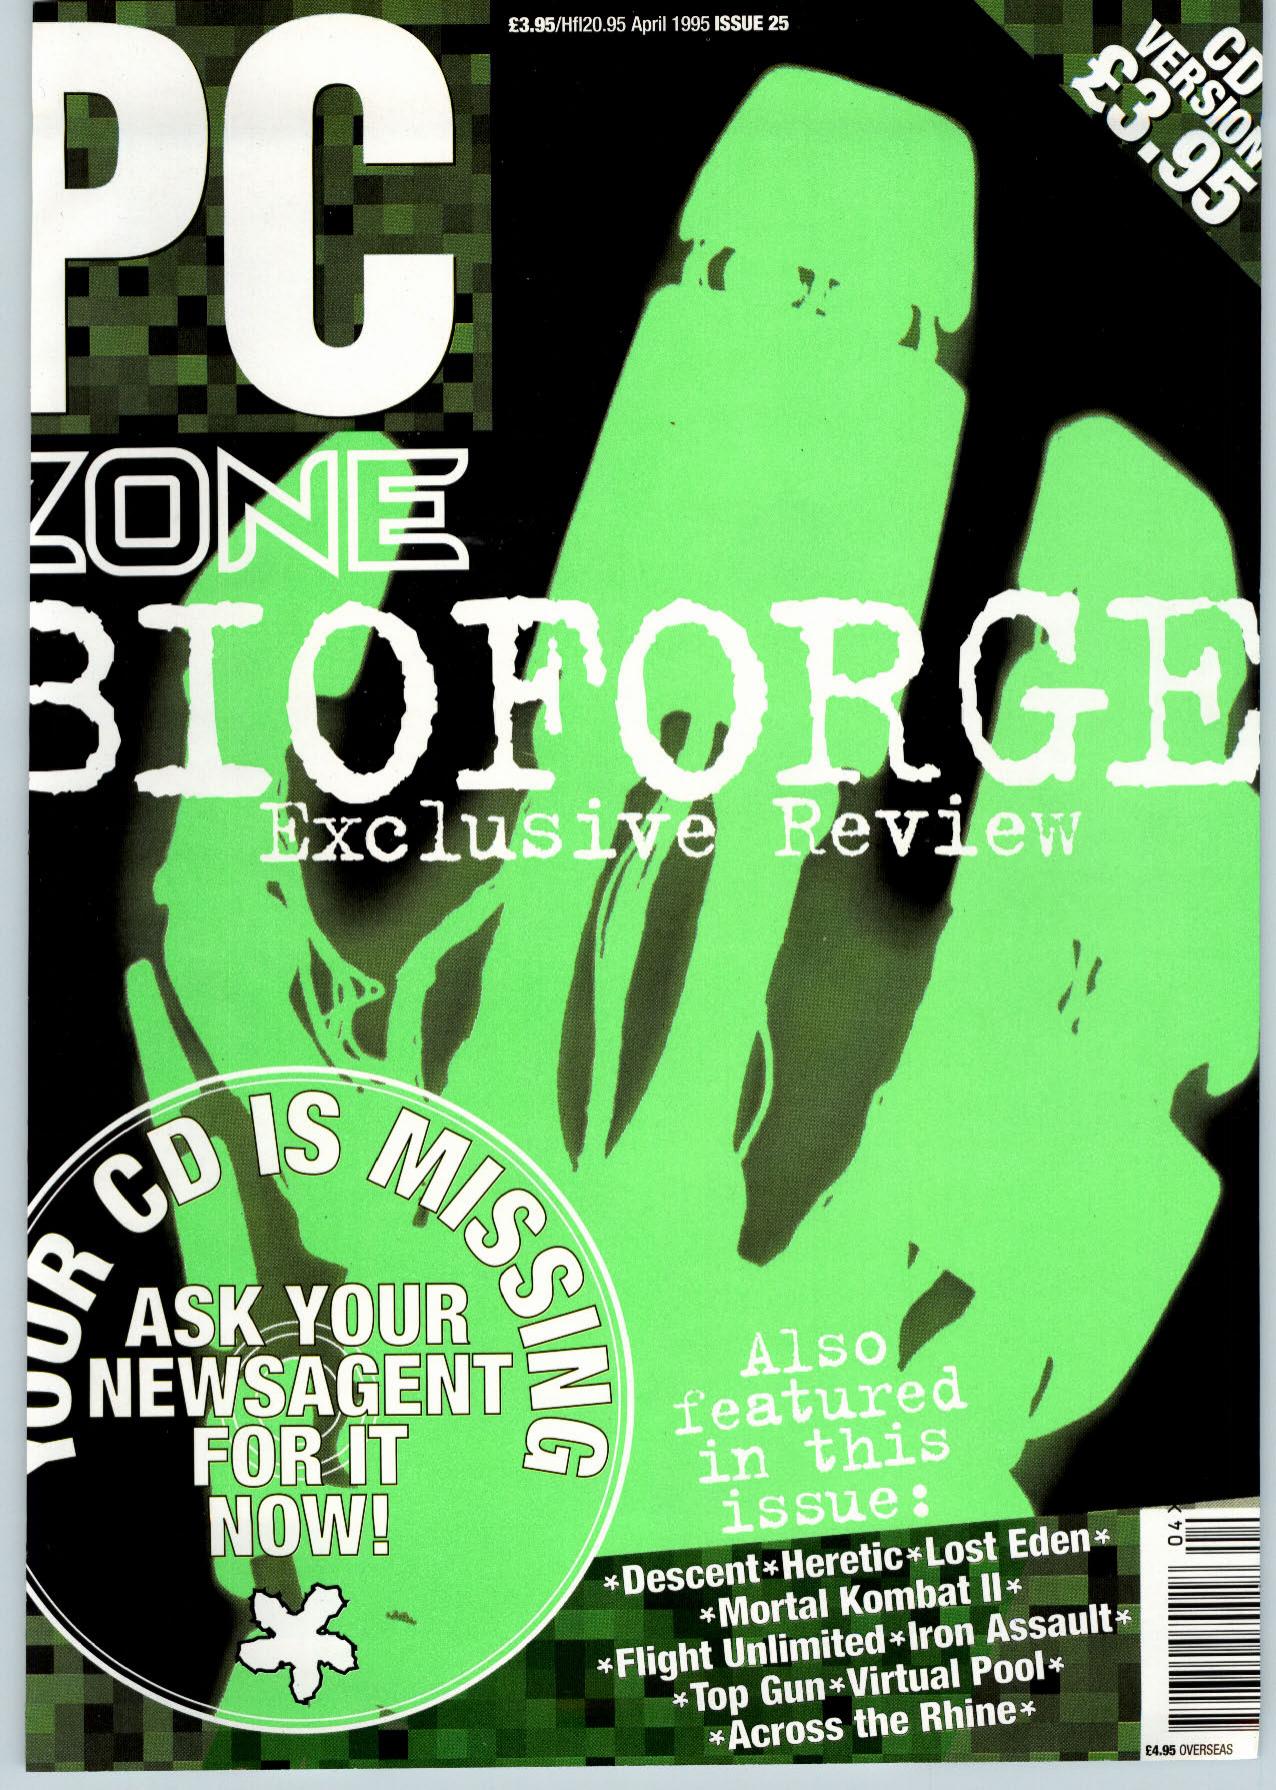 £3.95/Hfl20.95 April 1995 ISSUE 25
CD
VERSION
£3.95
PC
ZONE
BIOFORGE
Exclusive Review
YOUR CD IS MISSING
ASK YOUR
NEWSAGENT
FOR IT
NOW!
Also
featured
in this
issue:
*Descent*Heretic*Lost Eden*
*Mortal Kombat II*
*Flight Unlimited*Iron Assault*
*Top Gun*Virtual Pool*
*Across the Rhine*
04>
£4.95 OVERSEAS